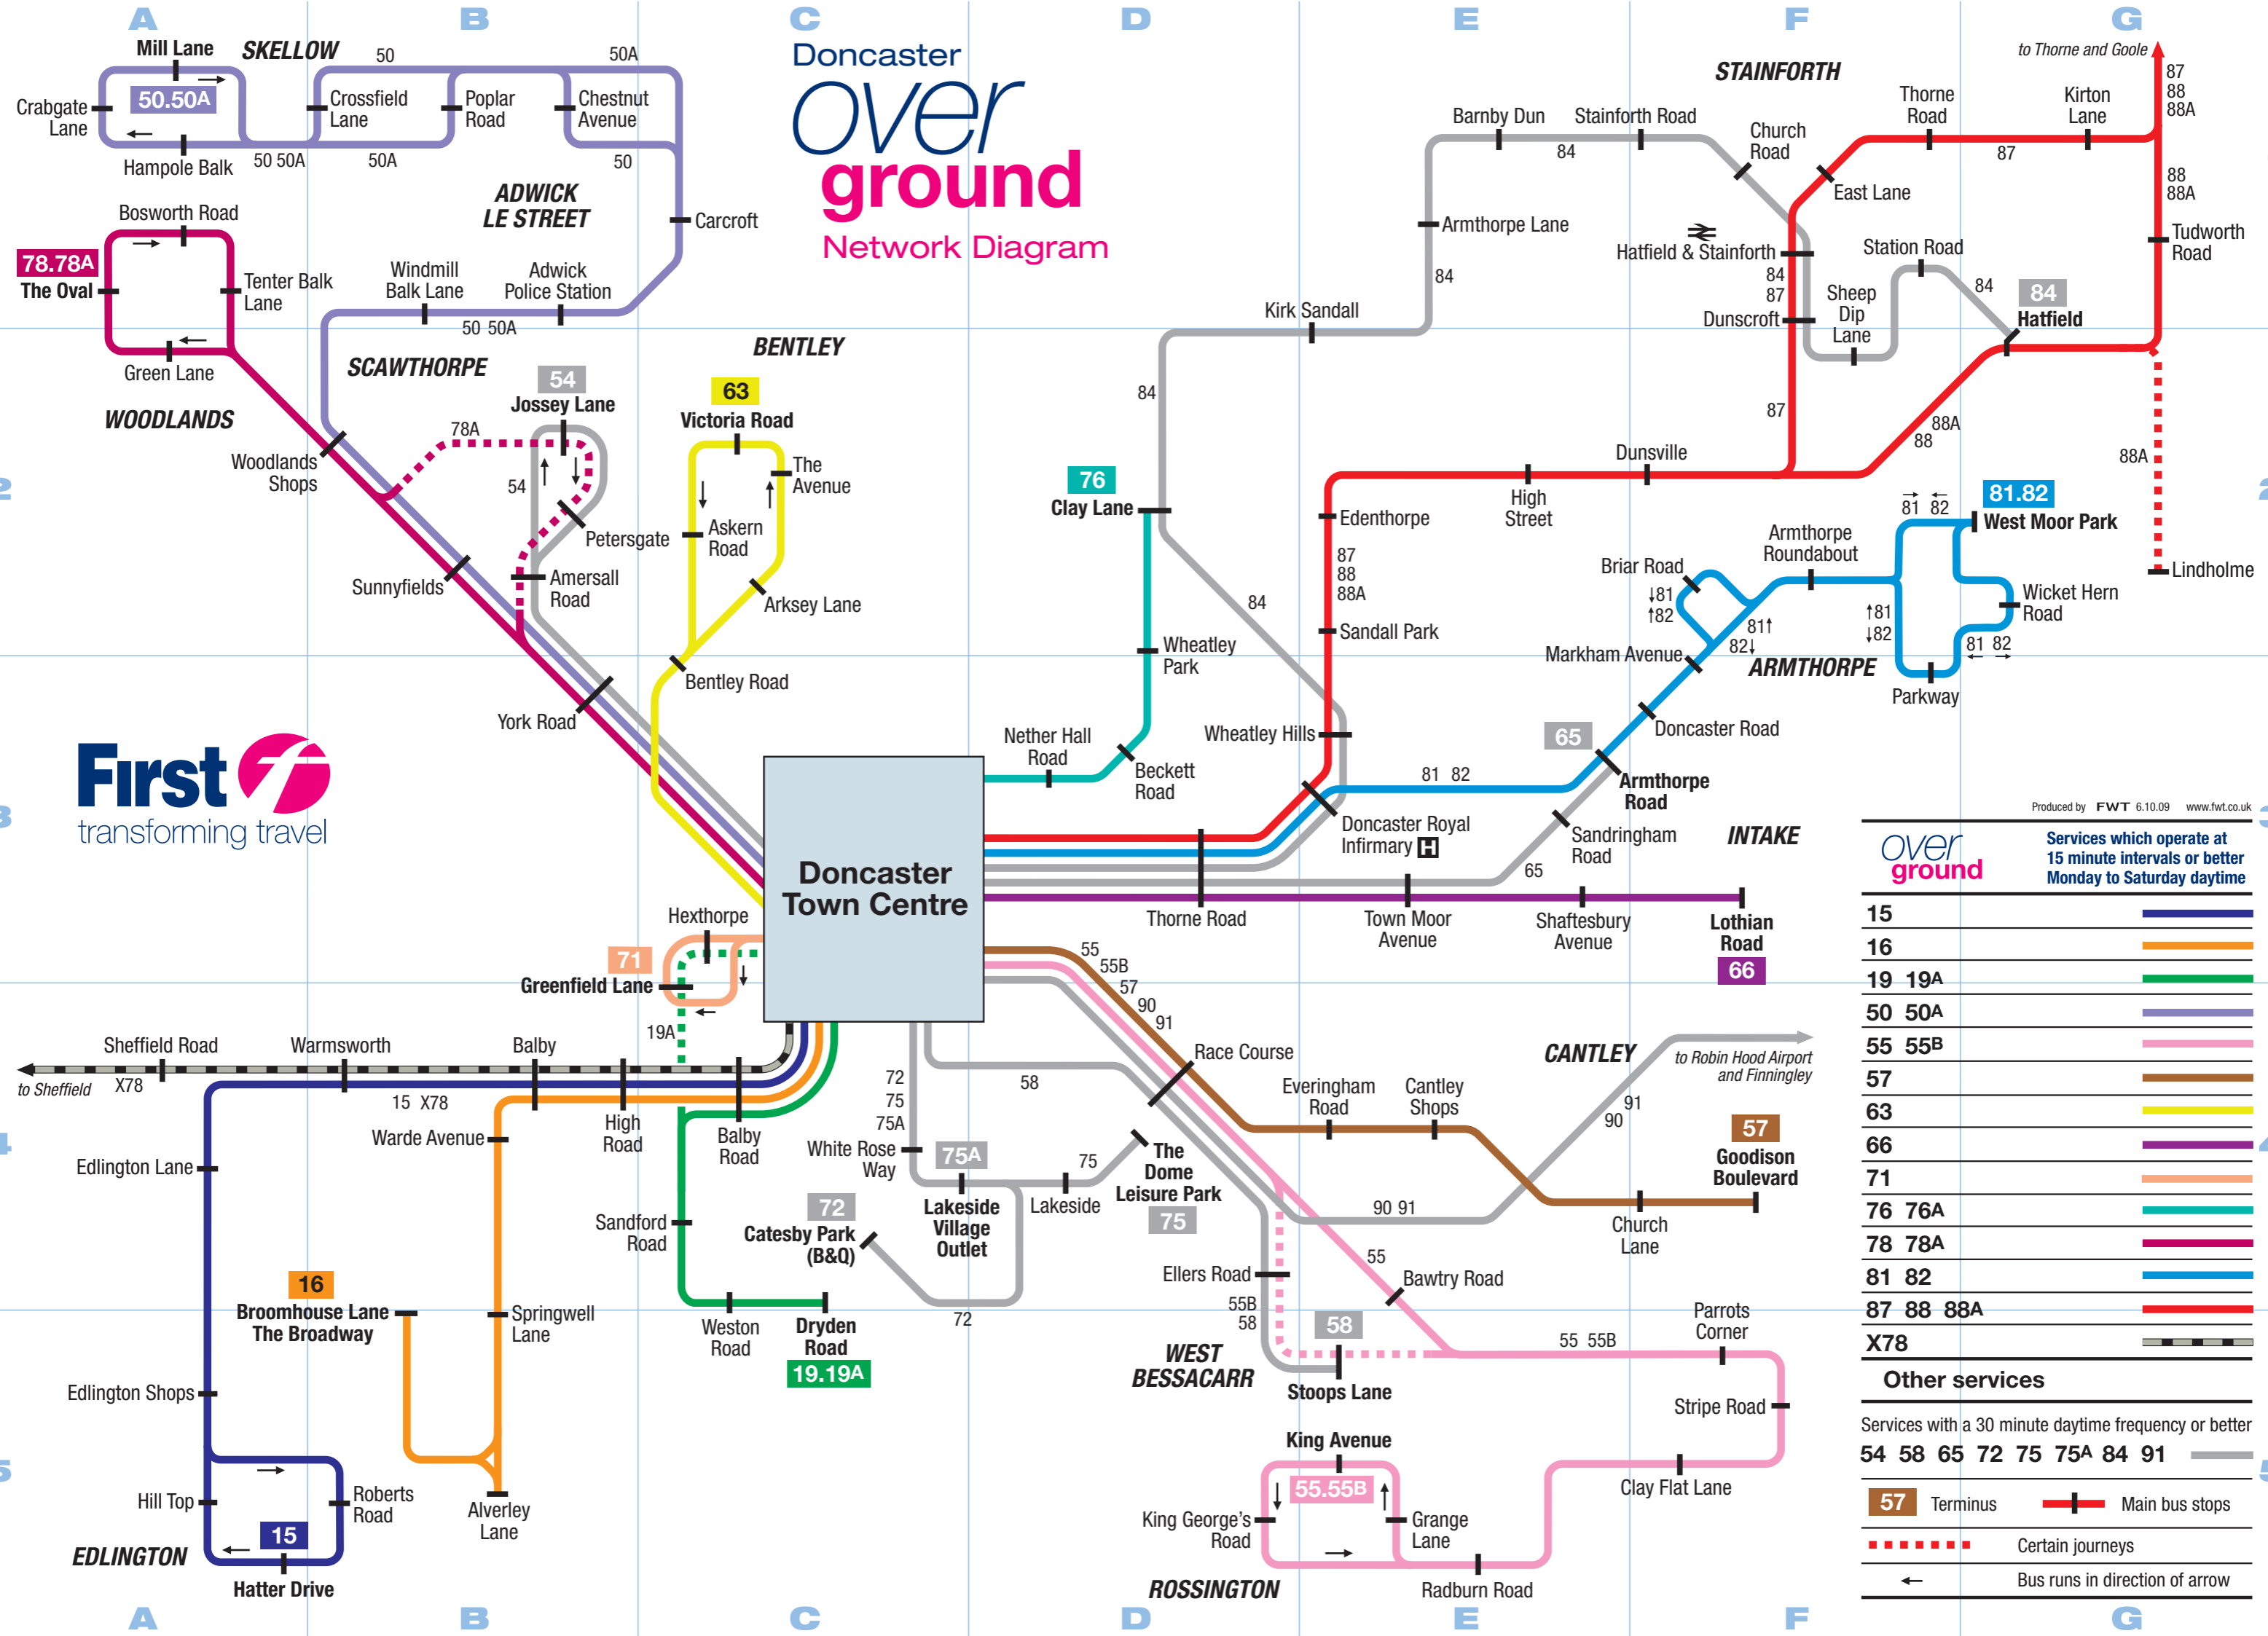 A
B
C
D
E
F
G
Doncaster
over
ground
Network Diagram
Mill Lane
SKELLOW
50
50A
50.50A
Crabgate
Lane
Hampole Balk
Crossfield
Lane
Poplar
Road
Chestnut
Avenue
50 50A
50A
50
ADWICK
LE STREET
Carcroft
Bosworth Road
78.78A
The Oval
Tenter Balk
Lane
Green Lane
WOODLANDS
Windmill
Balk Lane
Adwick
Police Station
50 50A
SCAWTHORPE
BENTLEY
54
Jossey Lane
78A
54
Woodlands
Shops
Petersgate
Amersall
Road
Sunnyfields
York Road
63
Victoria Road
The
Avenue
Askern
Road
Arksey Lane
Bentley Road
to Thorne and Goole
STAINFORTH
87
88
88A
Barnby Dun
Stainforth Road
84
Church
Road
Thorne
Road
Kirton
Lane
87
East Lane
88
88A
Armthorpe Lane
84
Hatfield & Stainforth
84
87
Station Road
Tudworth
Road
Dunscroft
Sheep
Dip
Lane
84
84
Hatfield
Kirk Sandall
84
87
88A
88
88A
Dunsville
High
Street
Lindholme
2
2
76
Clay Lane
Wheatley
Park
Nether Hall
Road
Beckett
Road
84
Edenthorpe
87
88
88A
Sandall Park
Wheatley Hills
81 82
81.82
West Moor Park
Armthorpe
Roundabout
Briar Road
81
82
81
82
81
82
Wicket Hern
Road
81 82
Markham Avenue
ARMTHORPE
Parkway
Doncaster Road
65
Armthorpe
Road
81 82
Doncaster Royal
Infirmary H
Sandringham
Road
INTAKE
65
Thorne Road
Town Moor
Avenue
Shaftesbury
Avenue
Lothian
Road
66
First
transforming travel
3
3
Doncaster
Town Centre
Hexthorpe
71
Greenfield Lane
19A
Produced by FWT 6.10.09 www.fwt.co.uk
over
ground
Services which operate at
15 minute intervals or better
Monday to Saturday daytime
15
16
19 19A
50 50A
55 55B
57
63
66
71
76 76A
78 78A
81 82
87 88 88A
X78
Other services
Services with a 30 minute daytime frequency or better
54 58 65 72 75 75A 84 91
57 Terminus
Main bus stops
Certain journeys
Bus runs in direction of arrow
Sheffield Road
Warmsworth
Balby
to Sheffield
X78
15 X78
High
Road
Balby
Road
Warde Avenue
4
4
Edlington Lane
Sandford
Road
16
Broomhouse Lane
The Broadway
Springwell
Lane
Weston
Road
Dryden
Road
19.19A
Edlington Shops
Hill Top
Roberts
Road
15
Alverley
Lane
EDLINGTON
Hatter Drive
5
5
72
75
75A
58
White Rose
Way
75A
Lakeside
Village
Outlet
75
Lakeside
The
Dome
Leisure Park
75
72
Catesby Park
(B&Q)
72
55
55B
57
90
91
Race Course
Everingham
Road
Cantley
Shops
CANTLEY
to Robin Hood Airport
and Finningley
91
90
57
Goodison
Boulevard
90 91
Church
Lane
Ellers Road
55
Bawtry Road
55B
58
58
WEST
BESSACARR
Stoops Lane
55 55B
Parrots
Corner
Stripe Road
King Avenue
55.55B
Clay Flat Lane
King George's
Road
Grange
Lane
ROSSINGTON
Radburn Road
A
B
C
D
E
F
G